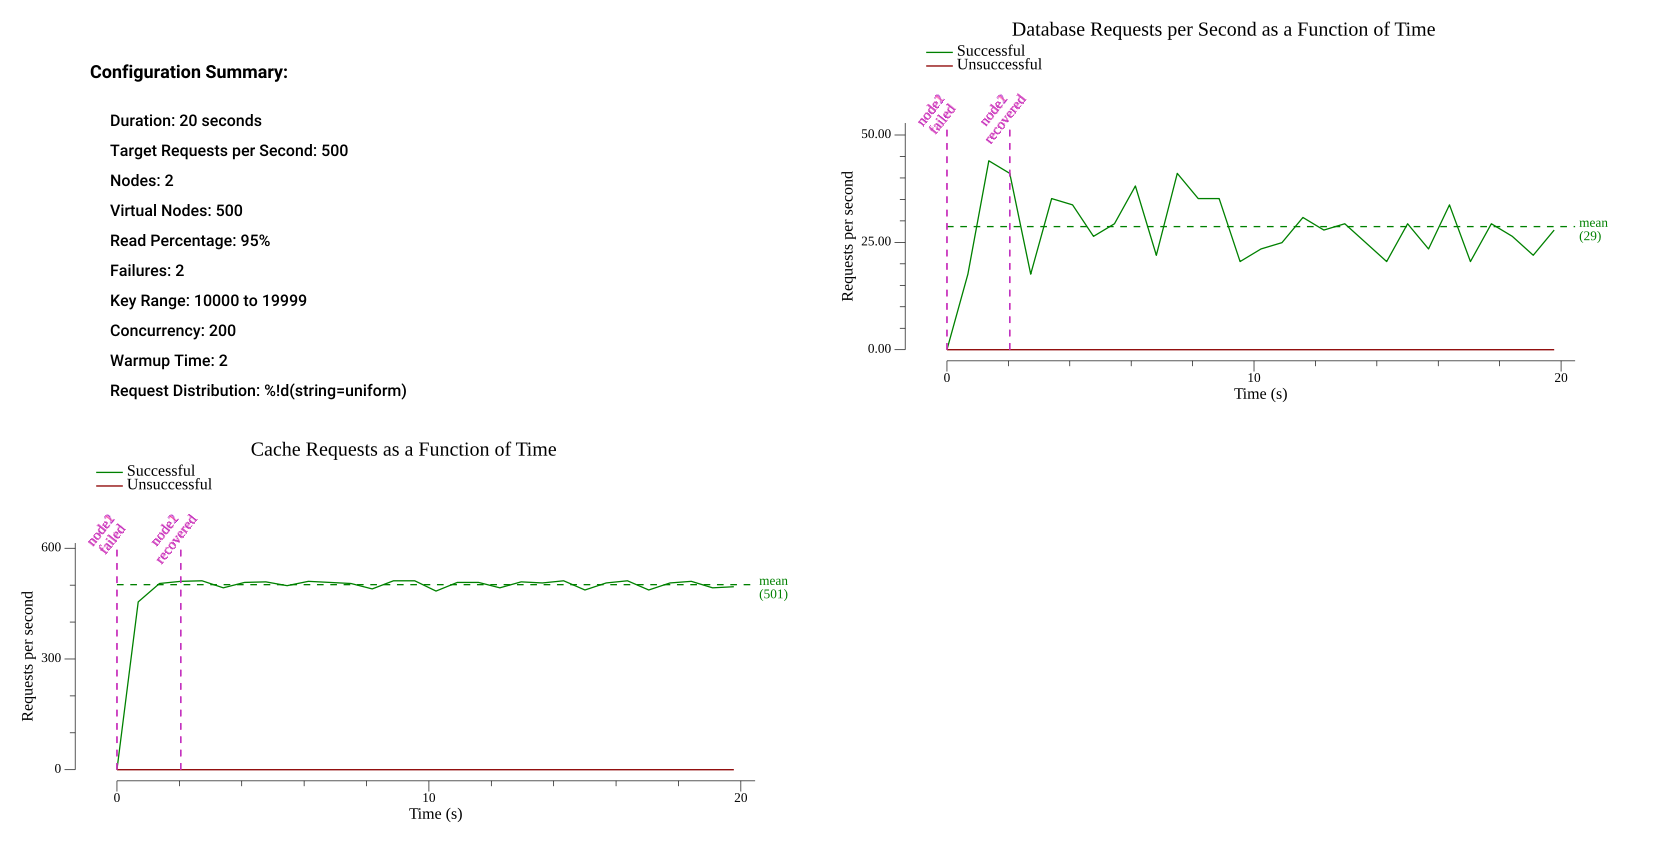 Configuration Summary:
Duration: 20 seconds
Target Requests per Second: 500
Nodes: 2
Virtual Nodes: 500
Read Percentage: 95%
Failures: 2
Key Range: 10000 to 19999
Concurrency: 200
Warmup Time: 2
Request Distribution: %!d(string=uniform)
Database Requests per Second as a Function of Time
Successful
Unsuccessful
failed
recovered
50.00
25.00
0.00
Requests per second
mean
(29)
0
10
20
Time (s)
Cache Requests as a Function of Time
Successful
Unsuccessful
failed
recovered
600
300
0
Requests per second
mean
(501)
0
10
20
Time (s)